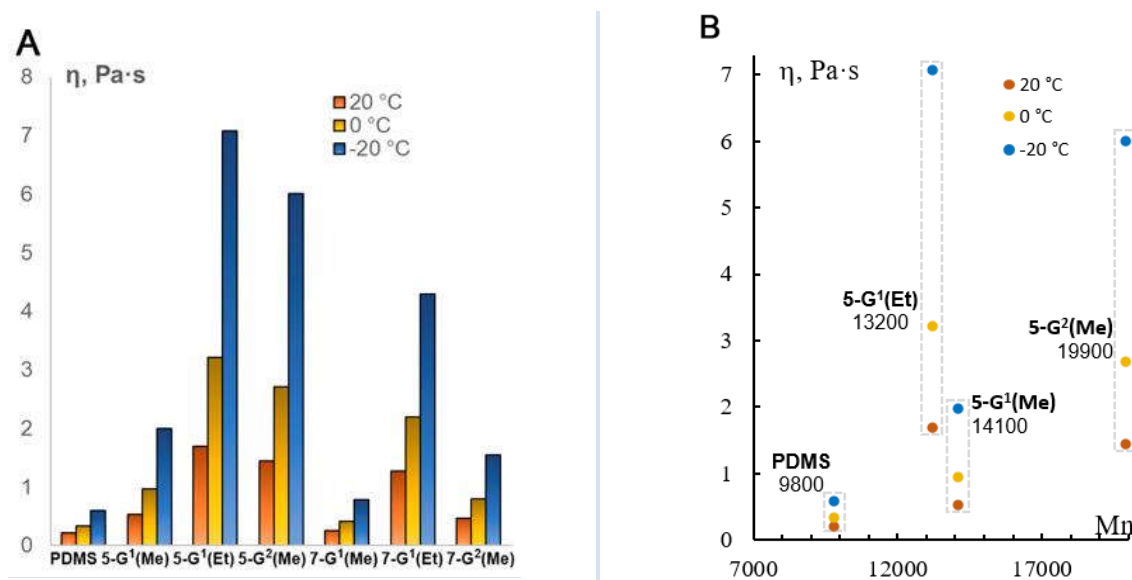 A
η, Pa·s
8
7
6
5
4
3
2
1
0
20 °C
0 °C
-20 °C
PDMS 5-G¹(Me) 5-G¹(Et) 5-G²(Me) 7-G¹(Me) 7-G¹(Et) 7-G²(Me)
B
η, Pa·s
7
6
5
4
3
2
1
0
20 °C
0 °C
-20 °C
5-G¹(Et)
13200
5-G²(Me)
19900
5-G¹(Me)
14100
PDMS
9800
Mn
7000 12000 17000